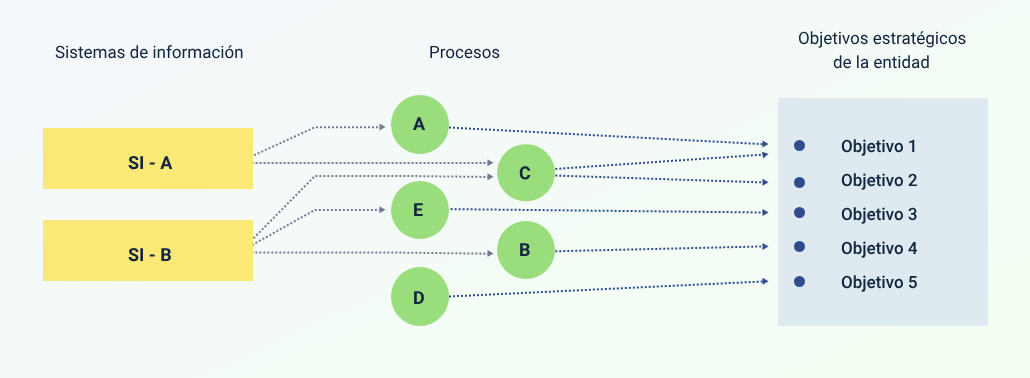 Sistemas de información
Procesos
Objetivos estratégicos
de la entidad
SI - A
SI - B
A
C
E
B
D
Objetivo 1
Objetivo 2
Objetivo 3
Objetivo 4
Objetivo 5